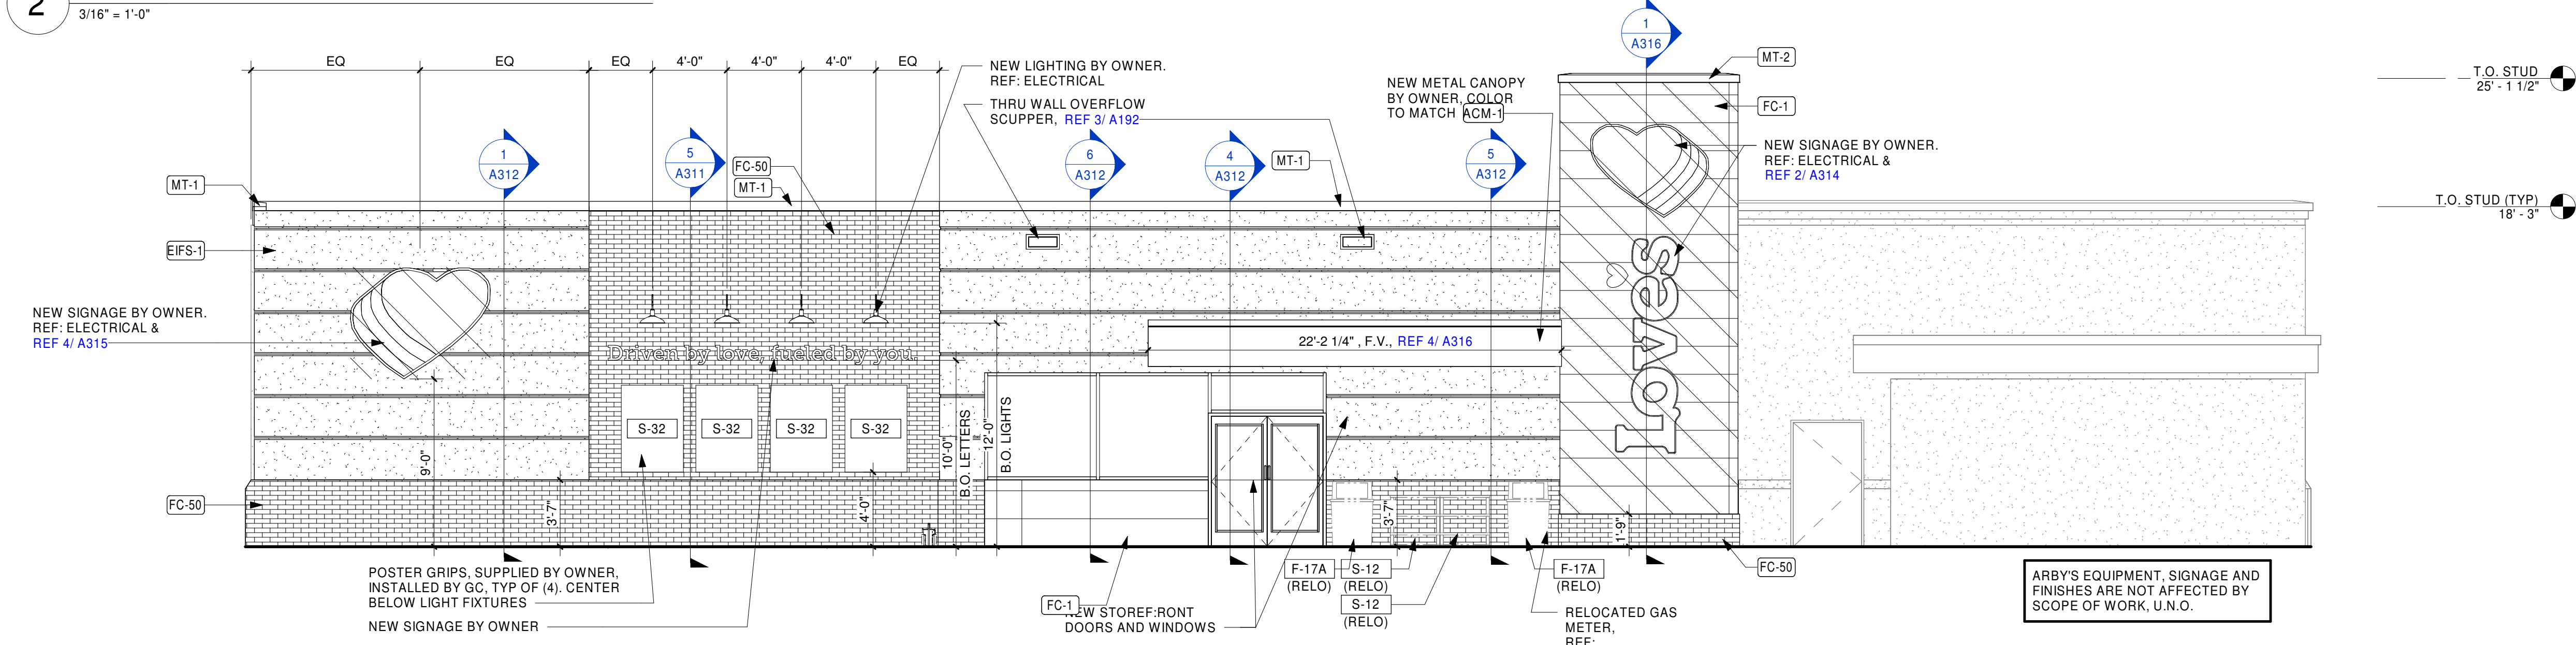 2
3/16" = 1'-0"
1
A316
EQ
EQ
EQ
4'-0"
4'-0"
4'-0"
EQ
NEW LIGHTING BY OWNER.
REF: ELECTRICAL
THRU WALL OVERFLOW
SCUPPER, REF 3/ A192
NEW METAL CANOPY
BY OWNER, COLOR
TO MATCH ACM-1
MT-2
FC-1
T.O. STUD
25' - 1 1/2"
NEW SIGNAGE BY OWNER.
REF: ELECTRICAL &
REF 2/ A314
1
A312
5
A311
FC-50
MT-1
6
A312
4
A312
MT-1
5
A312
MT-1
T.O. STUD (TYP)
18' - 3"
EIFS-1
NEW SIGNAGE BY OWNER.
REF: ELECTRICAL &
REF 4/ A315
Driven by love, fueled by you.
22'-2 1/4" , F.V., REF 4/ A316
Love's
S-32
S-32
S-32
S-32
9'-0"
10'-0"
B.O. LETTERS
12'-0"
B.O. LIGHTS
FC-50
3'-7"
4'-0"
3'-7"
1'-9"
POSTER GRIPS, SUPPLIED BY OWNER,
INSTALLED BY GC, TYP OF (4). CENTER
BELOW LIGHT FIXTURES
NEW SIGNAGE BY OWNER
FC-1
NEW STOREF:RONT
DOORS AND WINDOWS
F-17A
(RELO)
S-12
(RELO)
S-12
(RELO)
F-17A
(RELO)
RELOCATED GAS
METER,
REF:
FC-50
ARBY'S EQUIPMENT, SIGNAGE AND
FINISHES ARE NOT AFFECTED BY
SCOPE OF WORK, U.N.O.